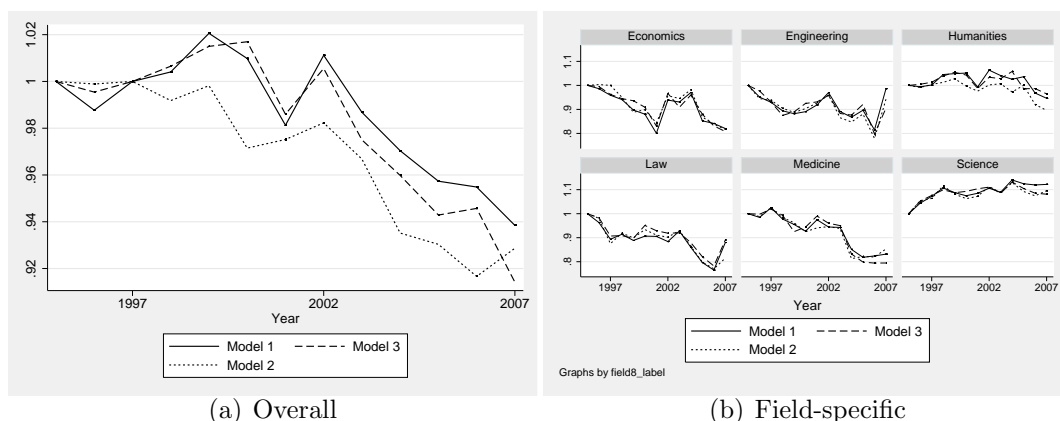 1.02
1
.98
.96
.94
.92
1997
2002
2007
Year
Model 1
Model 3
Model 2
(a) Overall
Economics
Engineering
Humanities
1.1
1
.9
.8
Law
Medicine
Science
1.1
1
.9
.8
1997
2002
2007
1997
2002
2007
1997
2002
2007
Year
Model 1
Model 3
Model 2
Graphs by field8_label
(b) Field-specific